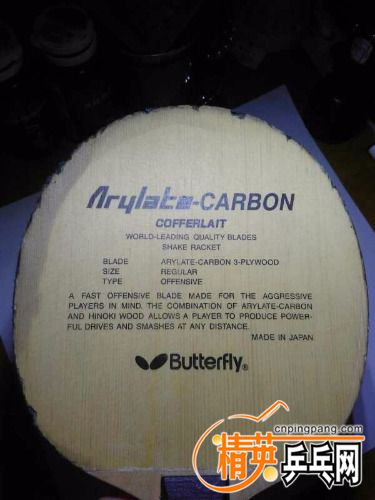 Arylate-CARBON
COFFERLAIT
WORLD-LEADING QUALITY BLADES
SHAKE RACKET
BLADE ARYLATE-CARBON 3-PLYWOOD
SIZE REGULAR
TYPE OFFENSIVE
A FAST OFFENSIVE BLADE MADE FOR THE AGGRESSIVE
PLAYERS IN MIND. THE COMBINATION OF ARYLATE-CARBON
AND HINOKI WOOD ALLOWS A PLAYER TO PRODUCE POWER-
FUL DRIVES AND SMASHES AT ANY DISTANCE.
MADE IN JAPAN
Butterfly®
cnpingpang.com
精英乒乓网